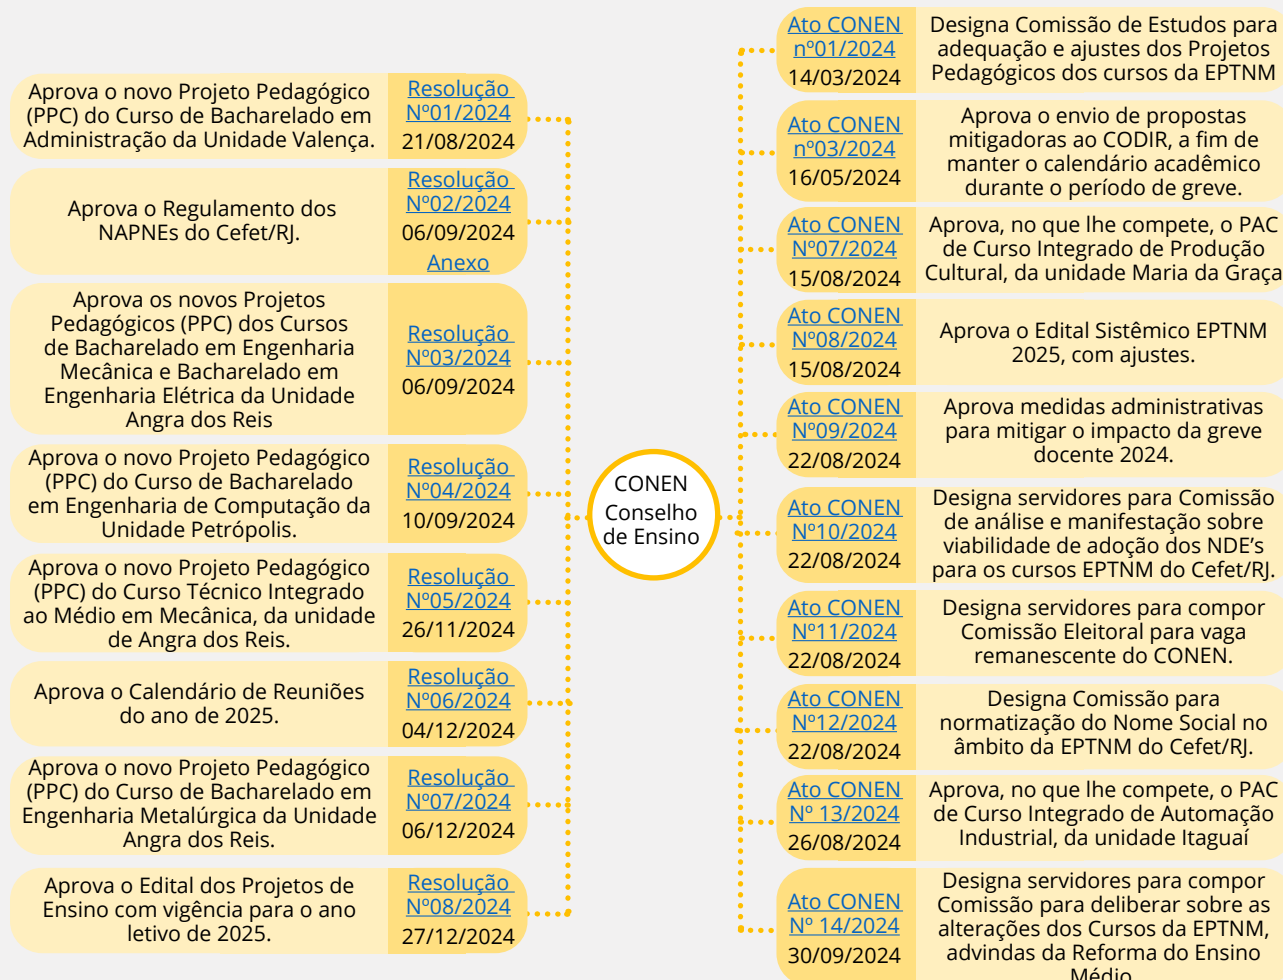 Aprova o novo Projeto Pedagógico
(PPC) do Curso de Bacharelado em
Administração da Unidade Valença.
Resolução
Nº01/2024
21/08/2024
Aprova o Regulamento dos
NAPNEs do Cefet/RJ.
Resolução
Nº02/2024
06/09/2024
Anexo
Aprova os novos Projetos
Pedagógicos (PPC) dos Cursos
de Bacharelado em Engenharia
Mecânica e Bacharelado em
Engenharia Elétrica da Unidade
Angra dos Reis
Resolução
Nº03/2024
06/09/2024
Aprova o novo Projeto Pedagógico
(PPC) do Curso de Bacharelado
em Engenharia de Computação da
Unidade Petrópolis.
Resolução
Nº04/2024
10/09/2024
Aprova o novo Projeto Pedagógico
(PPC) do Curso Técnico Integrado
ao Médio em Mecânica, da unidade
de Angra dos Reis.
Resolução
Nº05/2024
26/11/2024
Aprova o Calendário de Reuniões
do ano de 2025.
Resolução
Nº06/2024
04/12/2024
Aprova o novo Projeto Pedagógico
(PPC) do Curso de Bacharelado em
Engenharia Metalúrgica da Unidade
Angra dos Reis.
Resolução
Nº07/2024
06/12/2024
Aprova o Edital dos Projetos de
Ensino com vigência para o ano
letivo de 2025.
Resolução
Nº08/2024
27/12/2024
CONEN
Conselho
de Ensino
Ato CONEN
nº01/2024
14/03/2024
Designa Comissão de Estudos para
adequação e ajustes dos Projetos
Pedagógicos dos cursos da EPTNM
Ato CONEN
nº03/2024
16/05/2024
Aprova o envio de propostas
mitigadoras ao CODIR, a fim de
manter o calendário acadêmico
durante o período de greve.
Ato CONEN
Nº07/2024
15/08/2024
Aprova, no que lhe compete, o PAC
de Curso Integrado de Produção
Cultural, da unidade Maria da Graça
Ato CONEN
Nº08/2024
15/08/2024
Aprova o Edital Sistêmico EPTNM
2025, com ajustes.
Ato CONEN
Nº09/2024
22/08/2024
Aprova medidas administrativas
para mitigar o impacto da greve
docente 2024.
Ato CONEN
Nº10/2024
22/08/2024
Designa servidores para Comissão
de análise e manifestação sobre
viabilidade de adoção dos NDE's
para os cursos EPTNM do Cefet/RJ.
Ato CONEN
Nº11/2024
22/08/2024
Designa servidores para compor
Comissão Eleitoral para vaga
remanescente do CONEN.
Ato CONEN
Nº12/2024
22/08/2024
Designa Comissão para
normatização do Nome Social no
âmbito da EPTNM do Cefet/RJ.
Ato CONEN
Nº 13/2024
26/08/2024
Aprova, no que lhe compete, o PAC
de Curso Integrado de Automação
Industrial, da unidade Itaguaí
Ato CONEN
Nº 14/2024
30/09/2024
Designa servidores para compor
Comissão para deliberar sobre as
alterações dos Cursos da EPTNM,
advindas da Reforma do Ensino
Médio